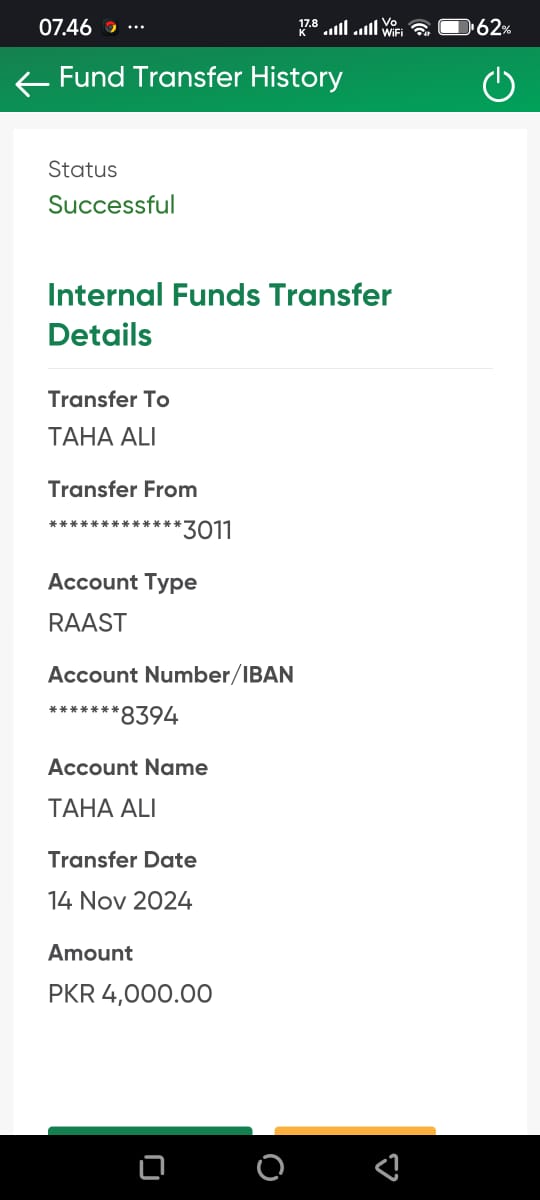 07.46 ... 17.8 K Vo WiFi 62%
Fund Transfer History
Status
Successful
Internal Funds Transfer
Details
Transfer To
TAHA ALI
Transfer From
*************3011
Account Type
RAAST
Account Number/IBAN
*******8394
Account Name
TAHA ALI
Transfer Date
14 Nov 2024
Amount
PKR 4,000.00